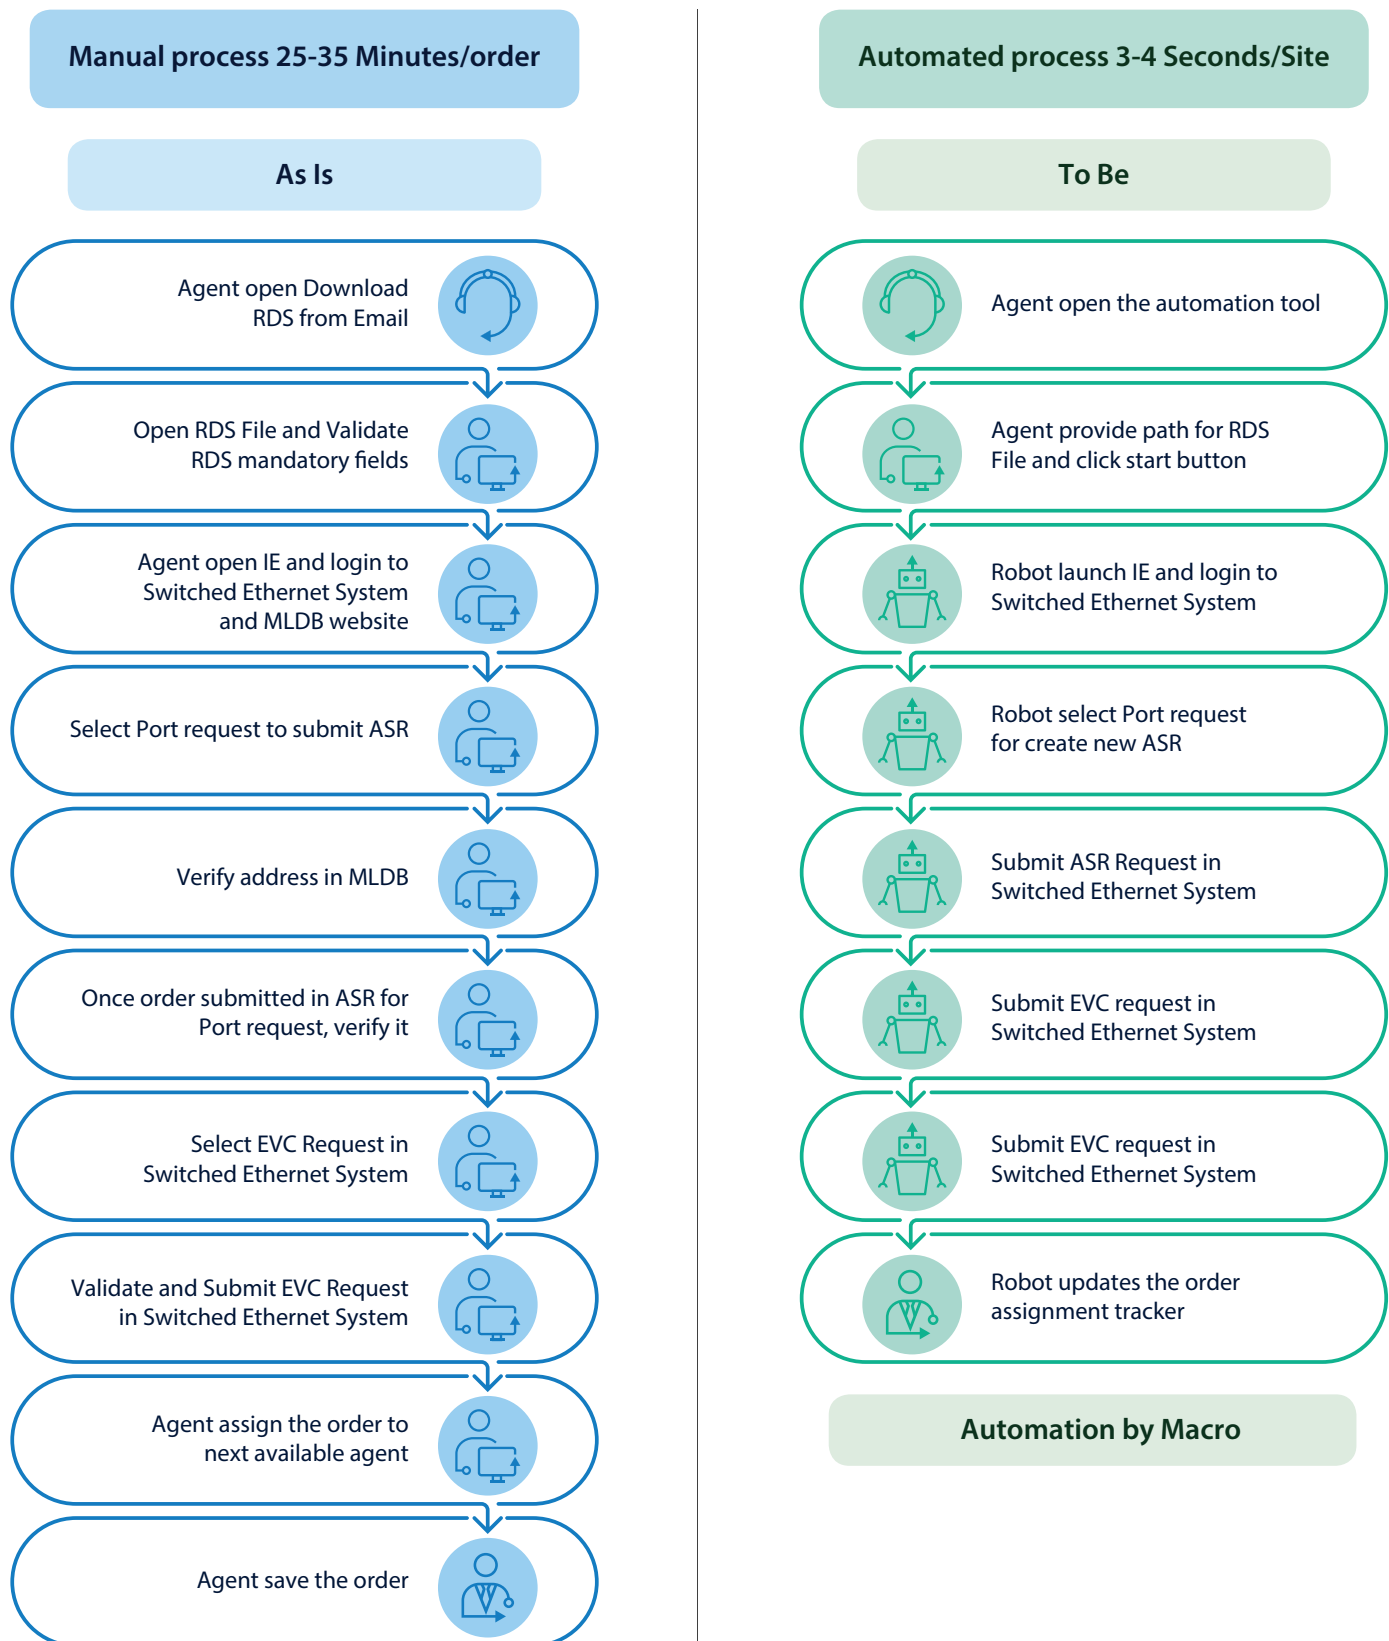 Manual process 25-35 Minutes/order
As Is
Agent open Download
RDS from Email
Open RDS File and Validate
RDS mandatory fields
Agent open IE and login to
Switched Ethernet System
and MLDB website
Select Port request to submit ASR
Verify address in MLDB
Once order submitted in ASR for
Port request, verify it
Select EVC Request in
Switched Ethernet System
Validate and Submit EVC Request
in Switched Ethernet System
Agent assign the order to
next available agent
Agent save the order
Automated process 3-4 Seconds/Site
To Be
Agent open the automation tool
Agent provide path for RDS
File and click start button
Robot launch IE and login to
Switched Ethernet System
Robot select Port request
for create new ASR
Submit ASR Request in
Switched Ethernet System
Submit EVC request in
Switched Ethernet System
Submit EVC request in
Switched Ethernet System
Robot updates the order
assignment tracker
Automation by Macro